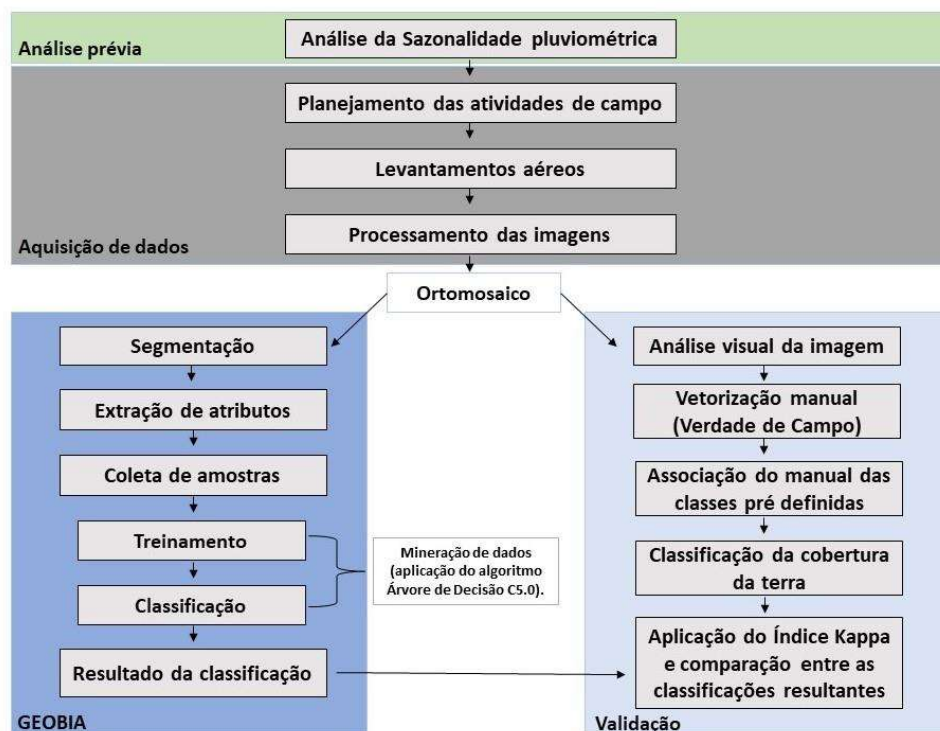 Análise da Sazonalidade pluviométrica
Análise prévia
Planejamento das atividades de campo
Levantamentos aéreos
Processamento das imagens
Aquisição de dados
Ortomosaico
Segmentação
Extração de atributos
Coleta de amostras
Treinamento
Classificação
Mineração de dados
(aplicação do algoritmo
Árvore de Decisão C5.0).
Resultado da classificação
GEOBIA
Análise visual da imagem
Vetorização manual
(Verdade de Campo)
Associação do manual das
classes pré definidas
Classificação da cobertura
da terra
Aplicação do Índice Kappa
e comparação entre as
classificações resultantes
Validação